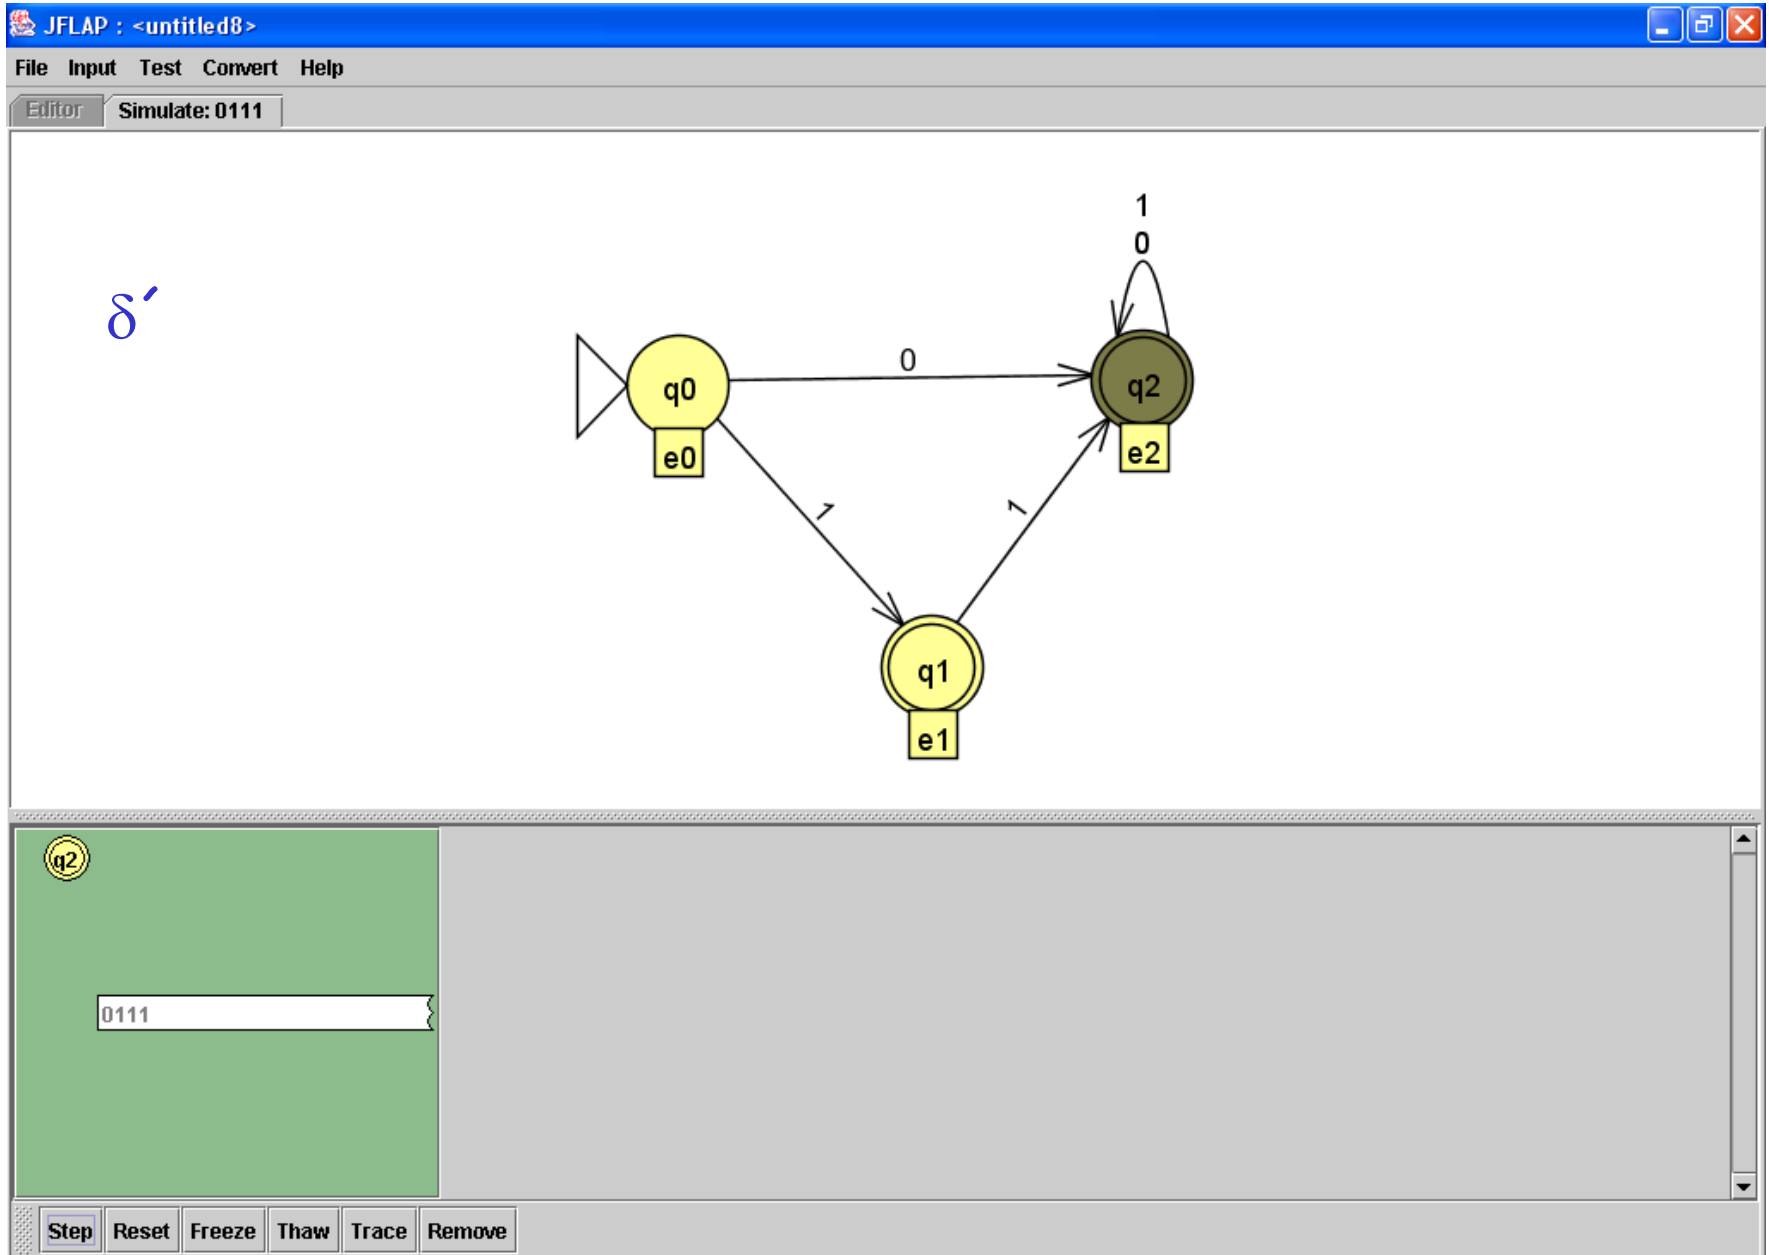 JFLAP : <untitled8>
File Input Test Convert Help
Editor Simulate: 0111
1
0
δ´
0
q0
q2
e0
e2
1
1
q1
e1
q2
0111
Step Reset Freeze Thaw Trace Remove